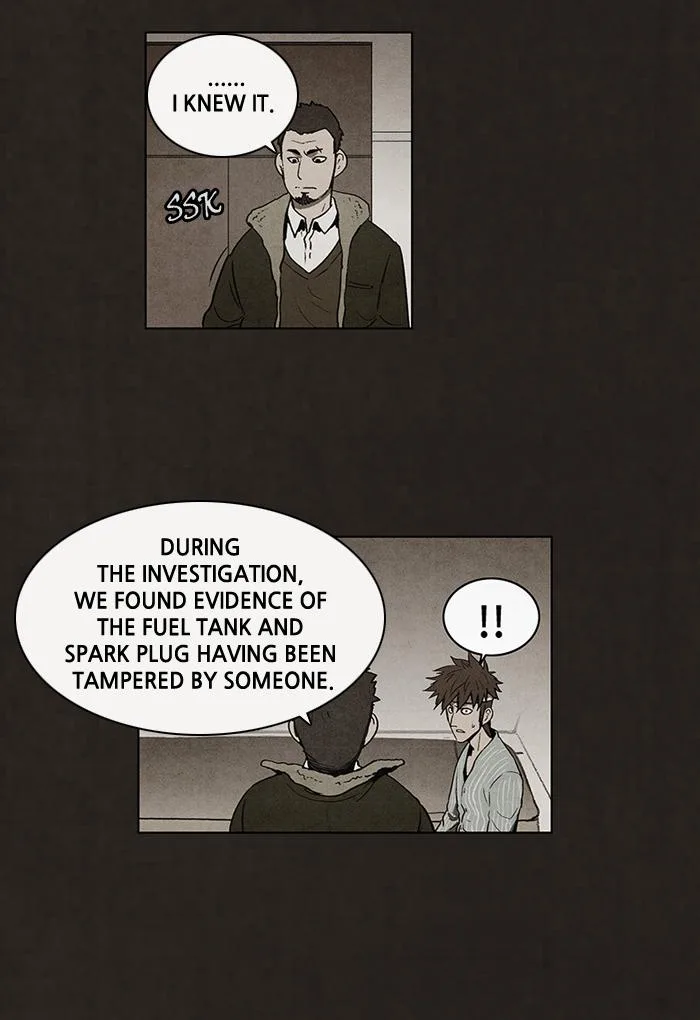 ......
I KNEW IT.
SSK
DURING
THE INVESTIGATION,
WE FOUND EVIDENCE OF
THE FUEL TANK AND
SPARK PLUG HAVING BEEN
TAMPERED BY SOMEONE.
!!